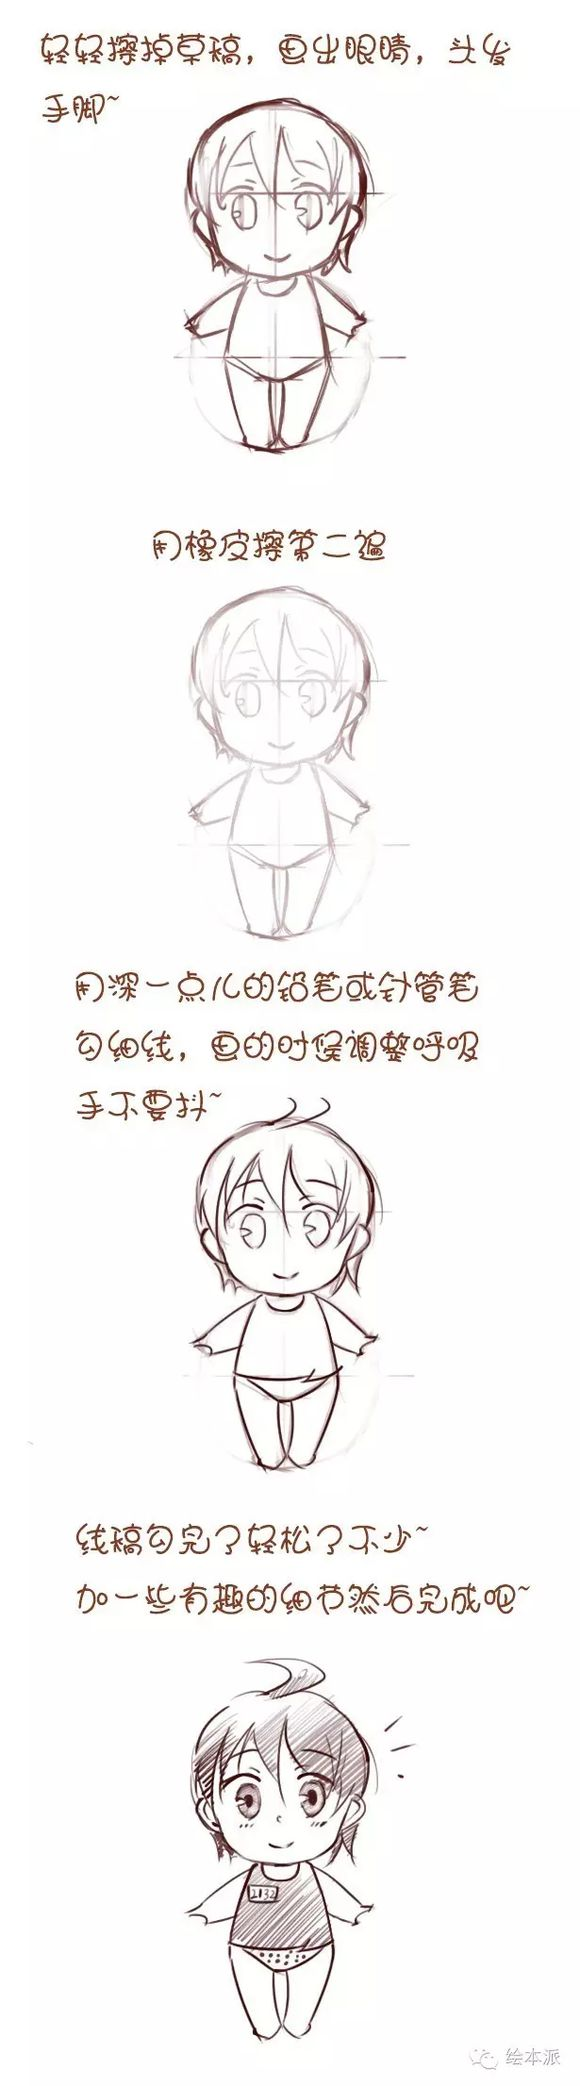 轻轻擦掉草稿，画出眼睛，头发
手脚~
用橡皮擦第二遍
用深一点儿的铅笔或针管笔
勾细线，画的时候调整呼吸
手不要抖~
线稿勾完了轻松了不少~
加一些有趣的细节然后完成吧~
2132
绘本派